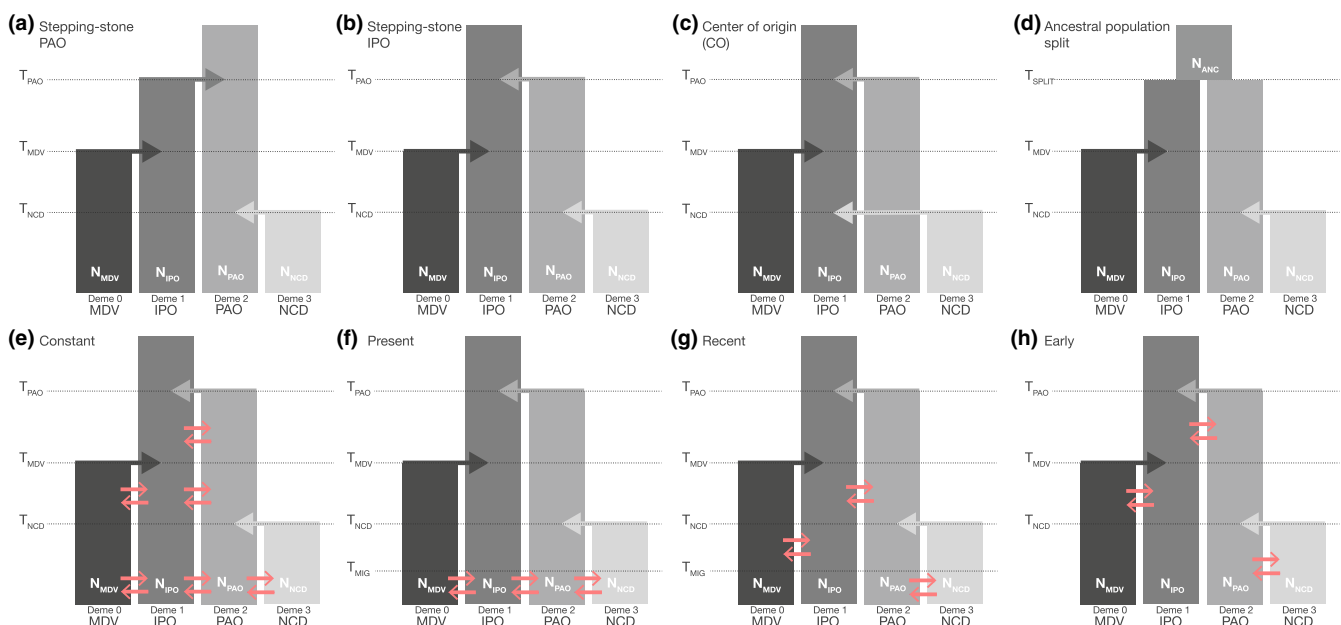 (a) Stepping-stone
PAO
T_PAO
T_MDV
T_NCD
N_MDV
N_IPO
N_PAO
N_NCD
Deme 0
Deme 1
Deme 2
Deme 3
MDV
IPO
PAO
NCD
(b) Stepping-stone
IPO
T_PAO
T_MDV
T_NCD
N_MDV
N_IPO
N_PAO
N_NCD
Deme 0
Deme 1
Deme 2
Deme 3
MDV
IPO
PAO
NCD
(c) Center of origin
(CO)
T_PAO
T_MDV
T_NCD
N_MDV
N_IPO
N_PAO
N_NCD
Deme 0
Deme 1
Deme 2
Deme 3
MDV
IPO
PAO
NCD
(d) Ancestral population
split
N_ANC
T_SPLIT
T_MDV
T_NCD
N_MDV
N_IPO
N_PAO
N_NCD
Deme 0
Deme 1
Deme 2
Deme 3
MDV
IPO
PAO
NCD
(e) Constant
T_PAO
T_MDV
T_NCD
N_MDV
N_IPO
N_PAO
N_NCD
Deme 0
Deme 1
Deme 2
Deme 3
MDV
IPO
PAO
NCD
(f) Present
T_PAO
T_MDV
T_NCD
T_MIG
N_MDV
N_IPO
N_PAO
N_NCD
Deme 0
Deme 1
Deme 2
Deme 3
MDV
IPO
PAO
NCD
(g) Recent
T_PAO
T_MDV
T_NCD
T_MIG
N_MDV
N_IPO
N_PAO
N_NCD
Deme 0
Deme 1
Deme 2
Deme 3
MDV
IPO
PAO
NCD
(h) Early
T_PAO
T_MDV
T_NCD
N_MDV
N_IPO
N_PAO
N_NCD
Deme 0
Deme 1
Deme 2
Deme 3
MDV
IPO
PAO
NCD